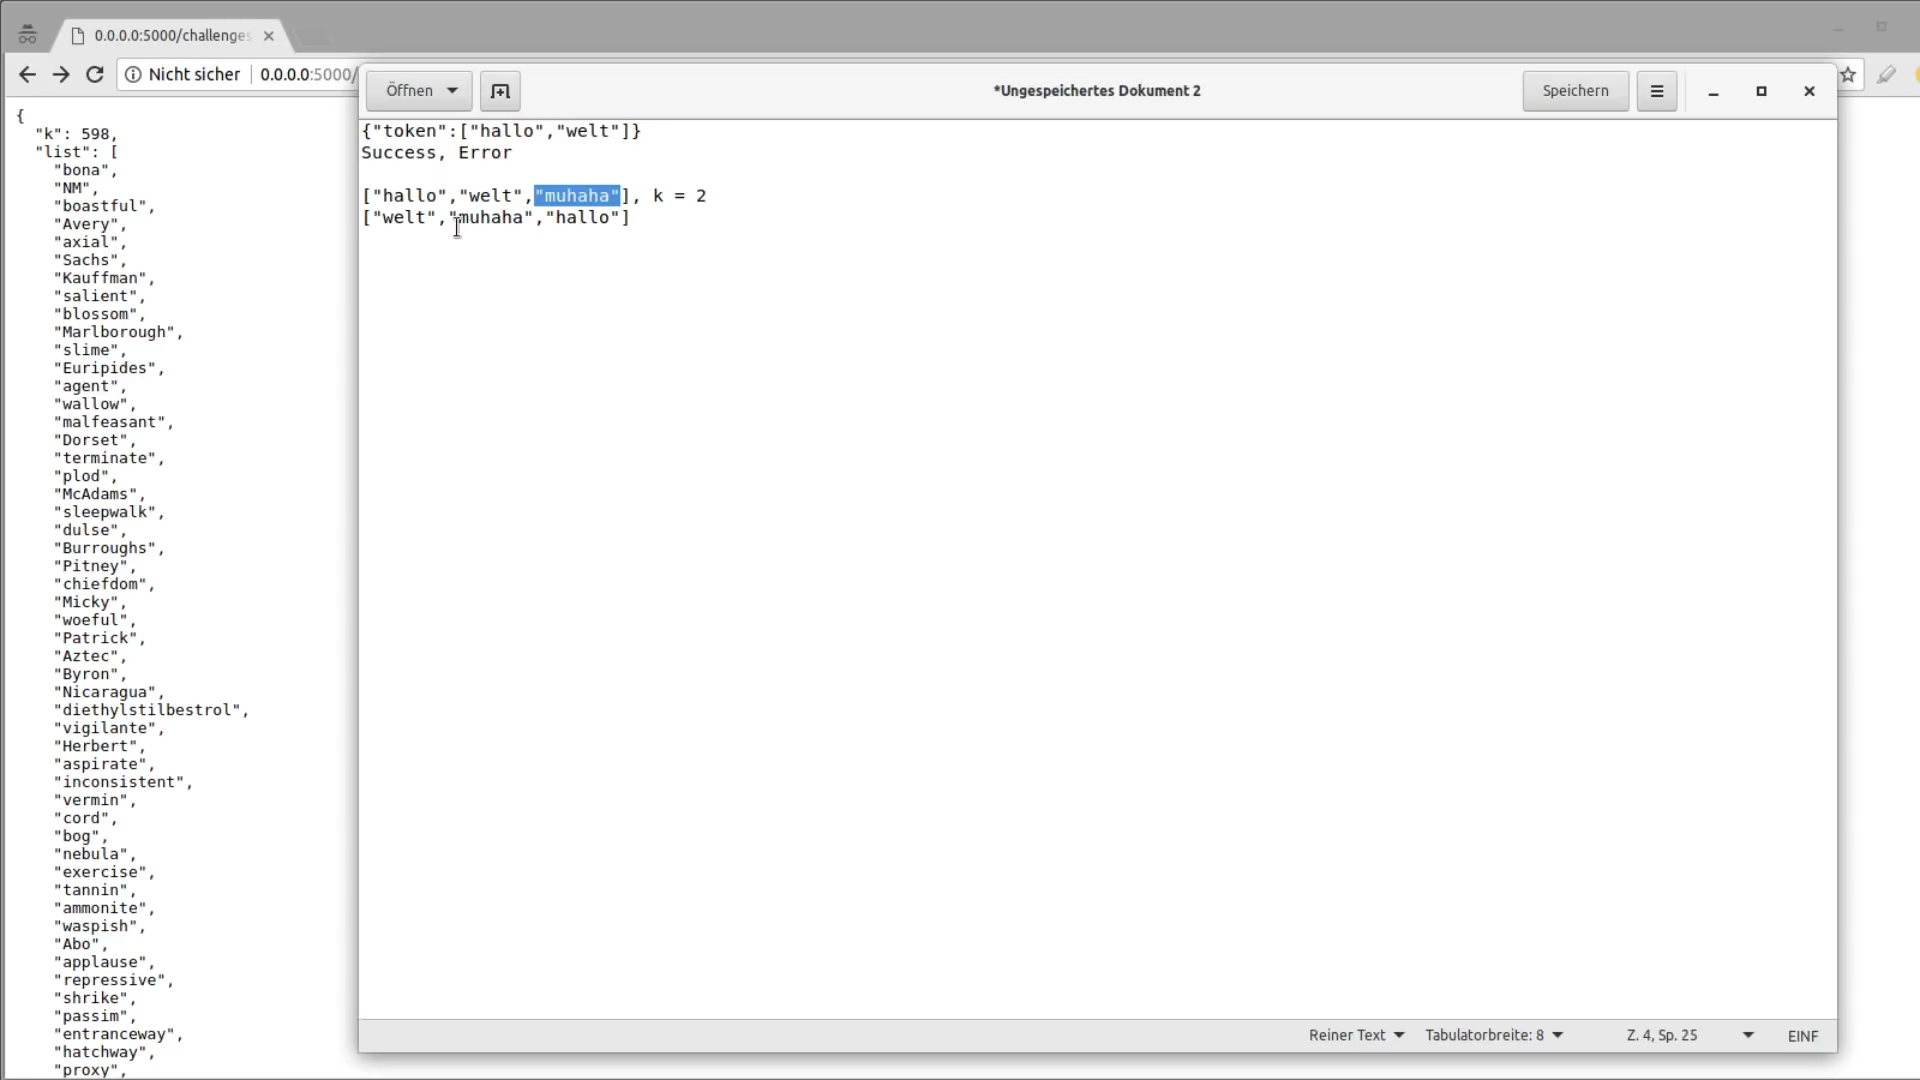 0.0.0.0:5000/challenges
Nicht sicher
0.0.0.0:5000/
{
"k": 598,
"list": [
"bona",
"NM",
"boastful",
"Avery",
"axial",
"Sachs",
"Kauffman",
"salient",
"blossom",
"Marlborough",
"slime",
"Euripides",
"agent",
"wallow",
"malfeasant",
"Dorset",
"terminate",
"plod",
"McAdams",
"sleepwalk",
"dulse",
"Burroughs",
"Pitney",
"chiefdom",
"Micky",
"woeful",
"Patrick",
"Aztec",
"Byron",
"Nicaragua",
"diethylstilbestrol",
"vigilante",
"Herbert",
"aspirate",
"inconsistent",
"vermin",
"cord",
"bog",
"nebula",
"exercise",
"tannin",
"ammonite",
"waspish",
"Abo",
"applause",
"repressive",
"shrike",
"passim",
"entranceway",
"hatchway",
"proxy",
Öffnen
*Ungespeichertes Dokument 2
Speichern
{"token":["hallo","welt"]}
Success, Error
["hallo","welt","muhaha"], k = 2
["welt","muhaha","hallo"]
Reiner Text
Tabulatorbreite: 8
Z. 4, Sp. 25
EINF